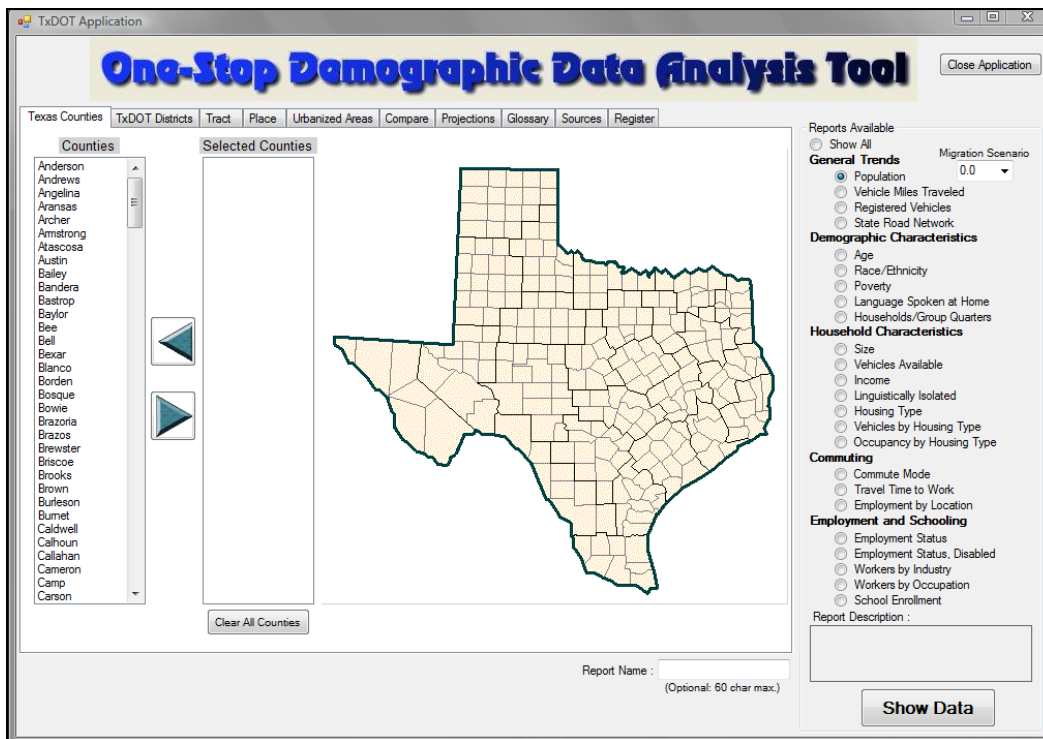 TxDOT Application
One-Stop Demographic Data Analysis Tool
Close Application
Texas Counties TxDOT Districts Tract Place Urbanized Areas Compare Projections Glossary Sources Register
Counties
Anderson
Andrews
Angelina
Aransas
Archer
Armstrong
Atascosa
Austin
Bailey
Bandera
Bastrop
Baylor
Bee
Bell
Bexar
Blanco
Borden
Bosque
Bowie
Brazoria
Brazos
Brewster
Briscoe
Brooks
Brown
Burleson
Burnet
Caldwell
Calhoun
Callahan
Cameron
Camp
Carson
Selected Counties
Clear All Counties
Reports Available
Show All
Migration Scenario
0.0
General Trends
Population
Vehicle Miles Traveled
Registered Vehicles
State Road Network
Demographic Characteristics
Age
Race/Ethnicity
Poverty
Language Spoken at Home
Households/Group Quarters
Household Characteristics
Size
Vehicles Available
Income
Linguistically Isolated
Housing Type
Vehicles by Housing Type
Occupancy by Housing Type
Commuting
Commute Mode
Travel Time to Work
Employment by Location
Employment and Schooling
Employment Status
Employment Status, Disabled
Workers by Industry
Workers by Occupation
School Enrollment
Report Description :
Report Name :
(Optional: 60 char max.)
Show Data